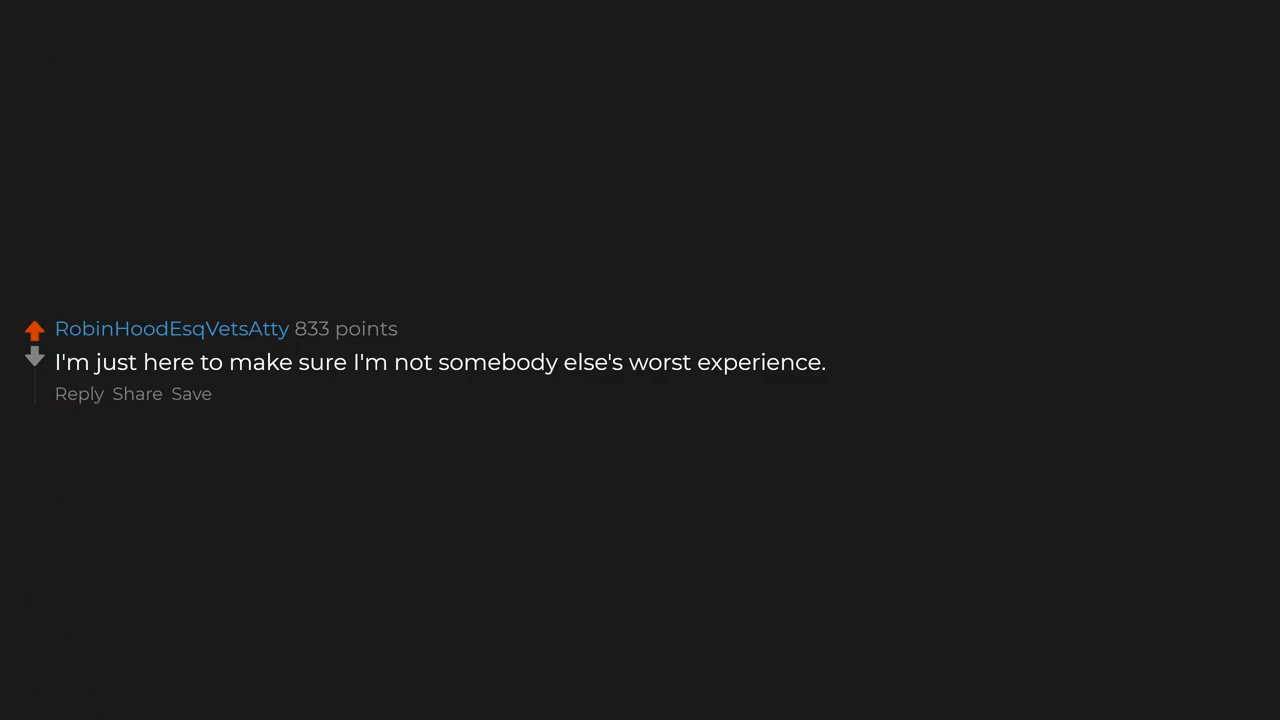 RobinHoodEsqVetsAtty 833 points
I'm just here to make sure I'm not somebody else's worst experience.
Reply Share Save